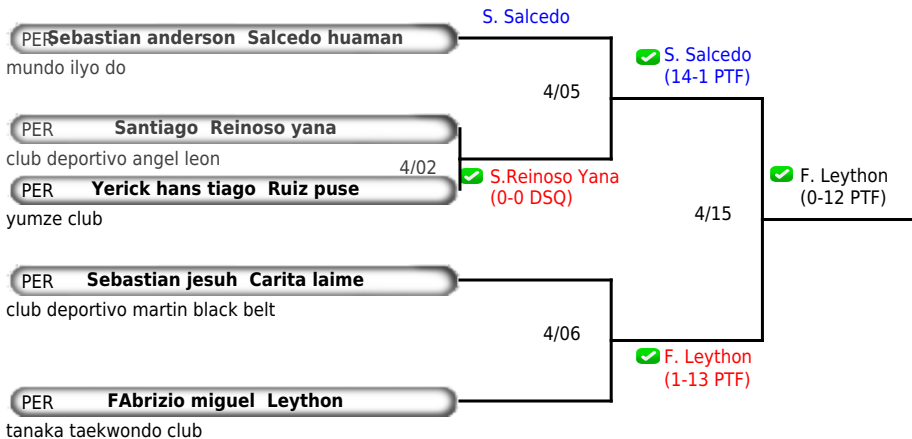 S. Salcedo
PER Sebastian anderson Salcedo huaman
mundo ilyo do
S. Salcedo
(14-1 PTF)
4/05
PER Santiago Reinoso yana
club deportivo angel leon
4/02
S.Reinoso Yana
(0-0 DSQ)
PER Yerick hans tiago Ruiz puse
yumze club
F. Leython
(0-12 PTF)
4/15
PER Sebastian jesuh Carita laime
club deportivo martin black belt
4/06
F. Leython
(1-13 PTF)
PER FAbrizio miguel Leython
tanaka taekwondo club